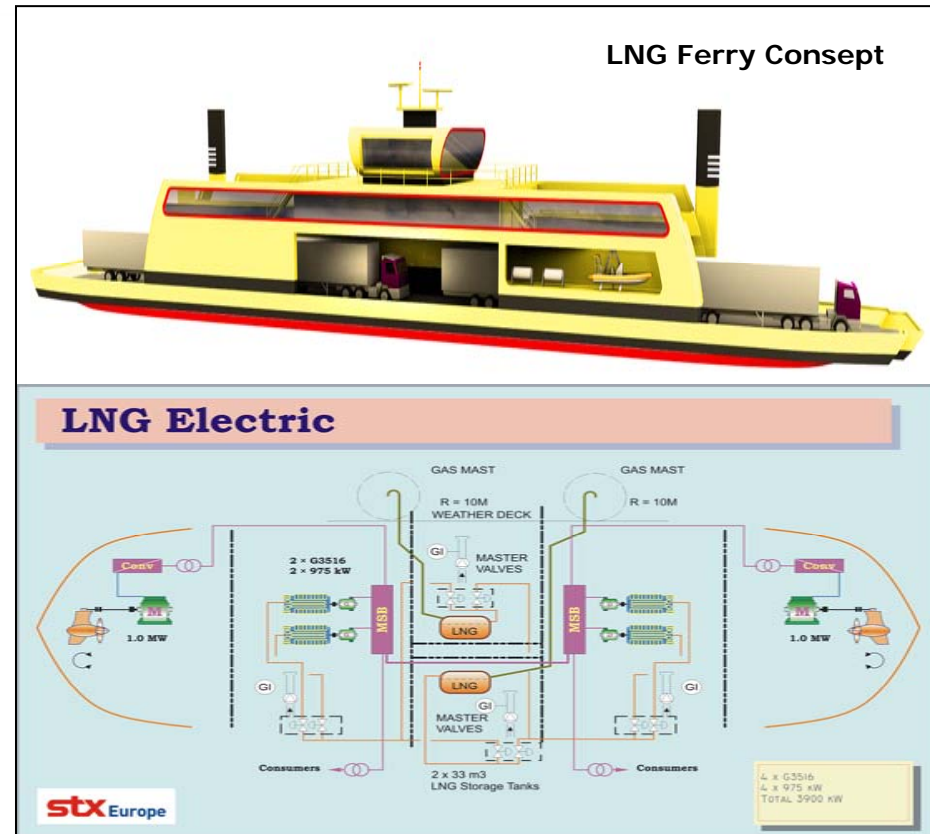 LNG Ferry Consept
LNG Electric
GAS MAST
GAS MAST
R = 10M
WEATHER DECK
R = 10M
GI
MASTER
VALVES
2 × G3516
2 × 975 kW
Conv
Conv
M
1.0 MW
G
G
MSB
LNG
MSB
G
G
M
1.0 MW
LNG
GI
GI
GI
MASTER
VALVES
Consumers
Consumers
2 x 33 m3
LNG Storage Tanks
4 x G3516
4 x 975 kW
TOTAL 3900 KW
stx Europe